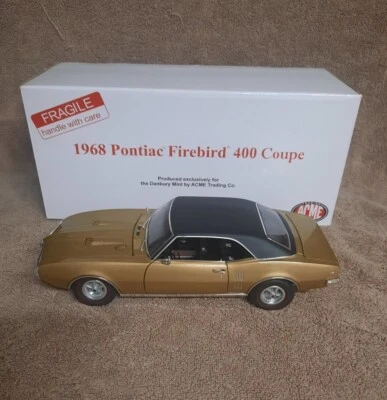 FRAGILE
handle with care
1968 Pontiac Firebird® 400 Coupe
Produced exclusively for
the Danbury Mint by ACME Trading Co.
ACME